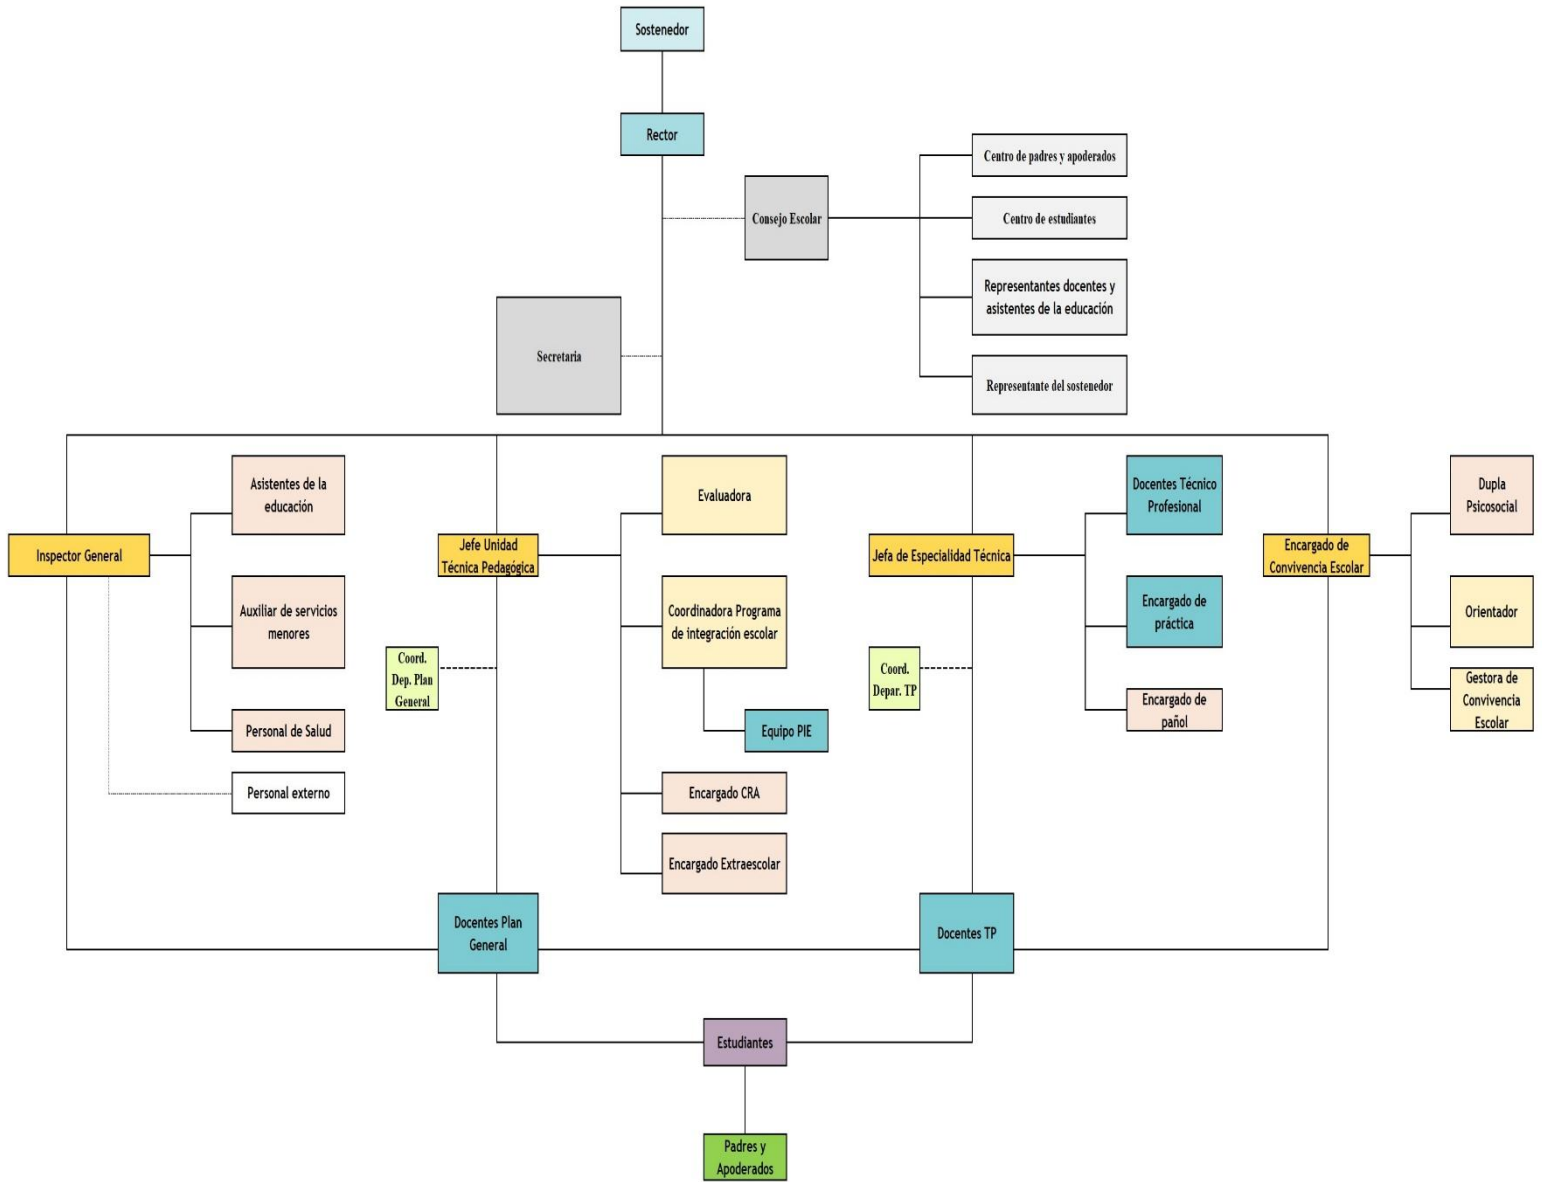 Sostenedor
Rector
Centro de padres y apoderados
Consejo Escolar
Centro de estudiantes
Representantes docentes y
asistentes de la educación
Secretaria
Representante del sostenedor
Asistentes de la
educación
Evaluadora
Docentes Técnico
Profesional
Dupla
Psicosocial
Inspector General
Jefe Unidad
Técnica Pedagógica
Jefa de Especialidad Técnica
Encargado de
Convivencia Escolar
Auxiliar de servicios
menores
Coordinadora Programa
de integración escolar
Encargado de
práctica
Orientador
Coord.
Dep. Plan
General
Coord.
Depar. TP
Gestora de
Convivencia
Escolar
Personal de Salud
Equipo PIE
Encargado de
pañol
Personal externo
Encargado CRA
Encargado Extraescolar
Docentes Plan
General
Docentes TP
Estudiantes
Padres y
Apoderados